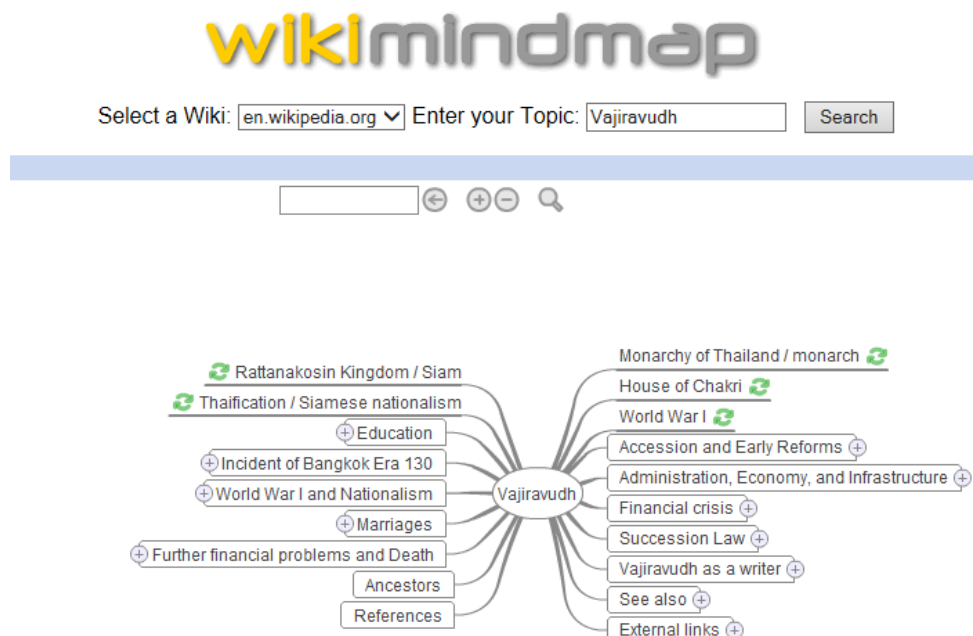 wikimindmap
Select a Wiki: en.wikipedia.org Enter your Topic: Vajiravudh Search
Rattanakosin Kingdom / Siam
Thaification / Siamese nationalism
Education
Incident of Bangkok Era 130
World War I and Nationalism
Marriages
Further financial problems and Death
Ancestors
References
Vajiravudh
Monarchy of Thailand / monarch
House of Chakri
World War I
Accession and Early Reforms
Administration, Economy, and Infrastructure
Financial crisis
Succession Law
Vajiravudh as a writer
See also
External links